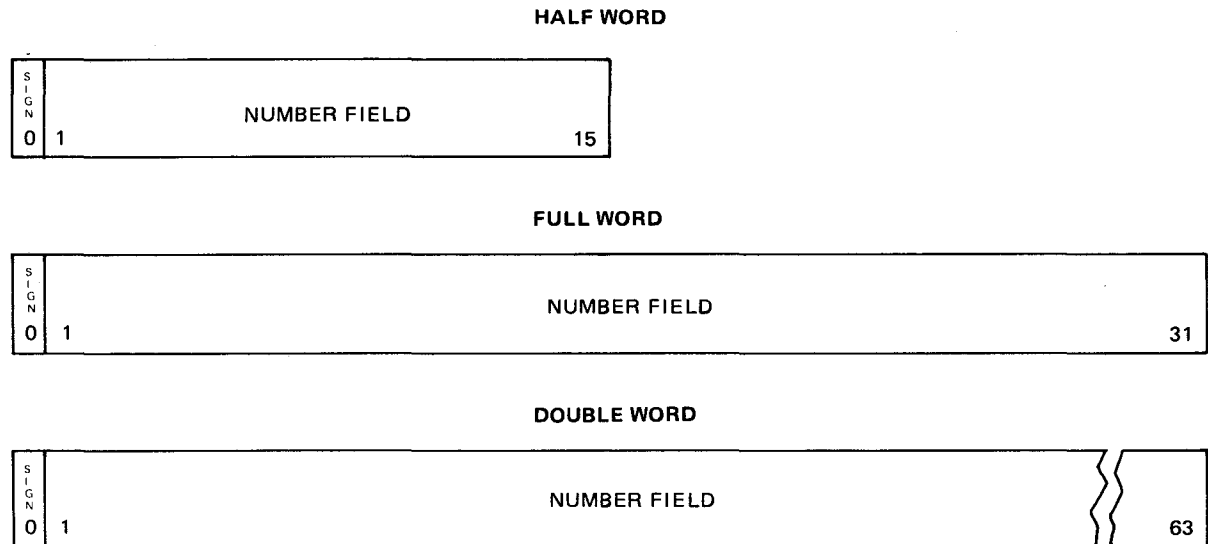 HALF WORD
SIGN
NUMBER FIELD
0 1 15
FULL WORD
SIGN
NUMBER FIELD
0 1 31
DOUBLE WORD
SIGN
NUMBER FIELD
0 1 63